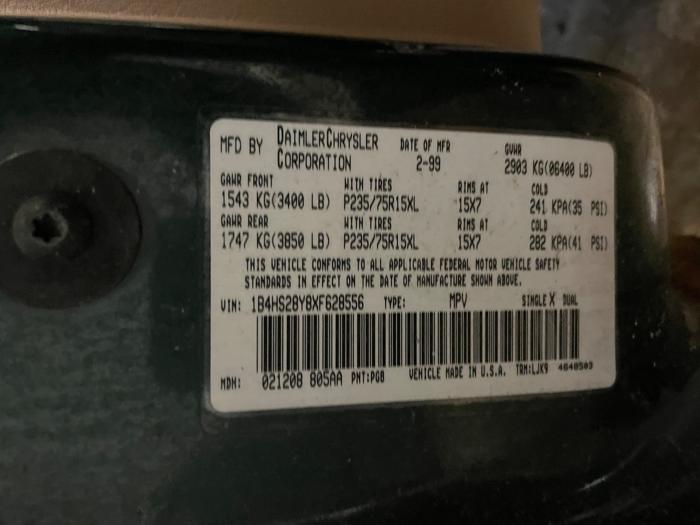 MFD BY DAIMLERCHRYSLER CORPORATION DATE OF MFR 2-99 GVWR 2903 KG(06400 LB)
GAWR FRONT WITH TIRES RIMS AT COLD
1543 KG(3400 LB) P235/75R15XL 15X7 241 KPA(35 PSI)
GAWR REAR WITH TIRES RIMS AT COLD
1747 KG(3850 LB) P235/75R15XL 15X7 282 KPA(41 PSI)
THIS VEHICLE CONFORMS TO ALL APPLICABLE FEDERAL MOTOR VEHICLE SAFETY
STANDARDS IN EFFECT ON THE DATE OF MANUFACTURE SHOWN ABOVE.
VIN: 1B4HS28Y8XF628556 TYPE: MPV SINGLE X DUAL
MDH: 021208 805AA PNT:PG8 VEHICLE MADE IN U.S.A. TRM:LJK9 4648503